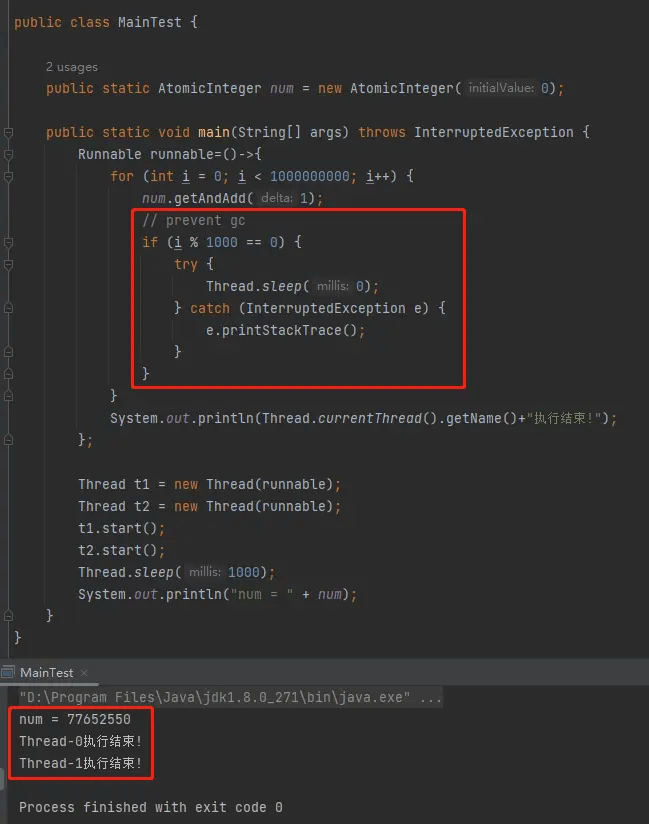 public class MainTest {
2 usages
public static AtomicInteger num = new AtomicInteger( initialValue: 0);
public static void main(String[] args) throws InterruptedException {
Runnable runnable=()->{
for (int i = 0; i < 1000000000; i++) {
num.getAndAdd( delta: 1);
// prevent gc
if (i % 1000 == 0) {
try {
Thread.sleep( millis: 0);
} catch (InterruptedException e) {
e.printStackTrace();
}
}
}
System.out.println(Thread.currentThread().getName()+"执行结束!");
};
Thread t1 = new Thread(runnable);
Thread t2 = new Thread(runnable);
t1.start();
t2.start();
Thread.sleep( millis: 1000);
System.out.println("num = " + num);
}
}
MainTest ×
"D:\Program Files\Java\jdk1.8.0_271\bin\java.exe" ...
num = 77652550
Thread-0执行结束!
Thread-1执行结束!
Process finished with exit code 0